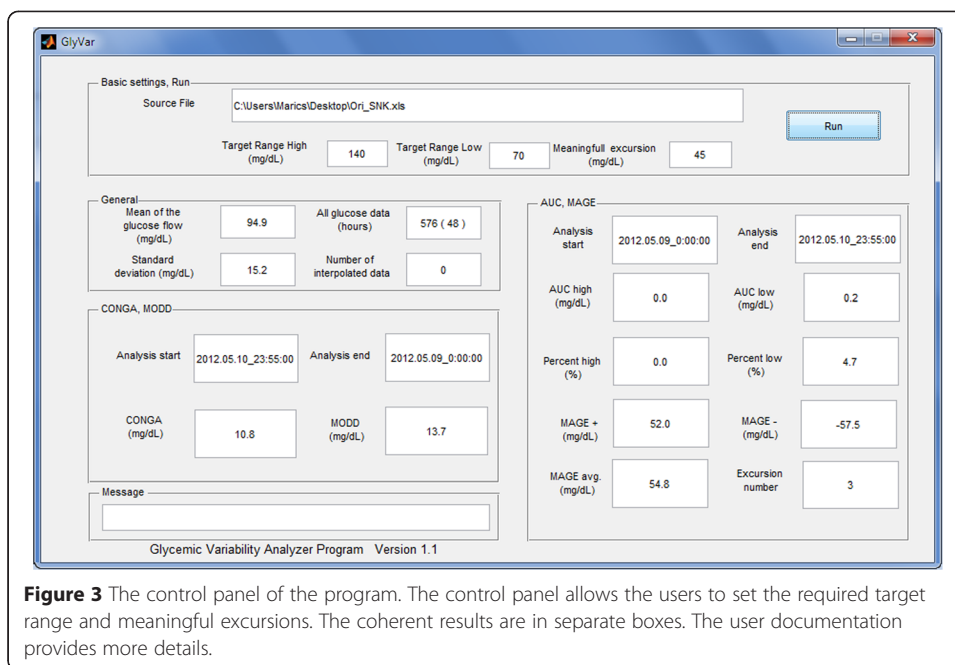 GlyVar
Basic settings, Run
Source File
C:\Users\Marics\Desktop\Ori_SNK.xls
Run
Target Range High
(mg/dL)
140
Target Range Low
(mg/dL)
70
Meaningfull excursion
(mg/dL)
45
General
Mean of the
glucose flow
(mg/dL)
94.9
All glucose data
(hours)
576 ( 48 )
Standard
deviation (mg/dL)
15.2
Number of
interpolated data
0
CONGA, MODD
Analysis start
2012.05.10_23:55:00
Analysis end
2012.05.09_0:00:00
CONGA
(mg/dL)
10.8
MODD
(mg/dL)
13.7
Message
Glycemic Variability Analyzer Program Version 1.1
AUC, MAGE
Analysis
start
2012.05.09_0:00:00
Analysis
end
2012.05.10_23:55:00
AUC high
(mg/dL)
0.0
AUC low
(mg/dL)
0.2
Percent high
(%)
0.0
Percent low
(%)
4.7
MAGE +
(mg/dL)
52.0
MAGE -
(mg/dL)
-57.5
MAGE avg.
(mg/dL)
54.8
Excursion
number
3
Figure 3 The control panel of the program. The control panel allows the users to set the required target
range and meaningful excursions. The coherent results are in separate boxes. The user documentation
provides more details.